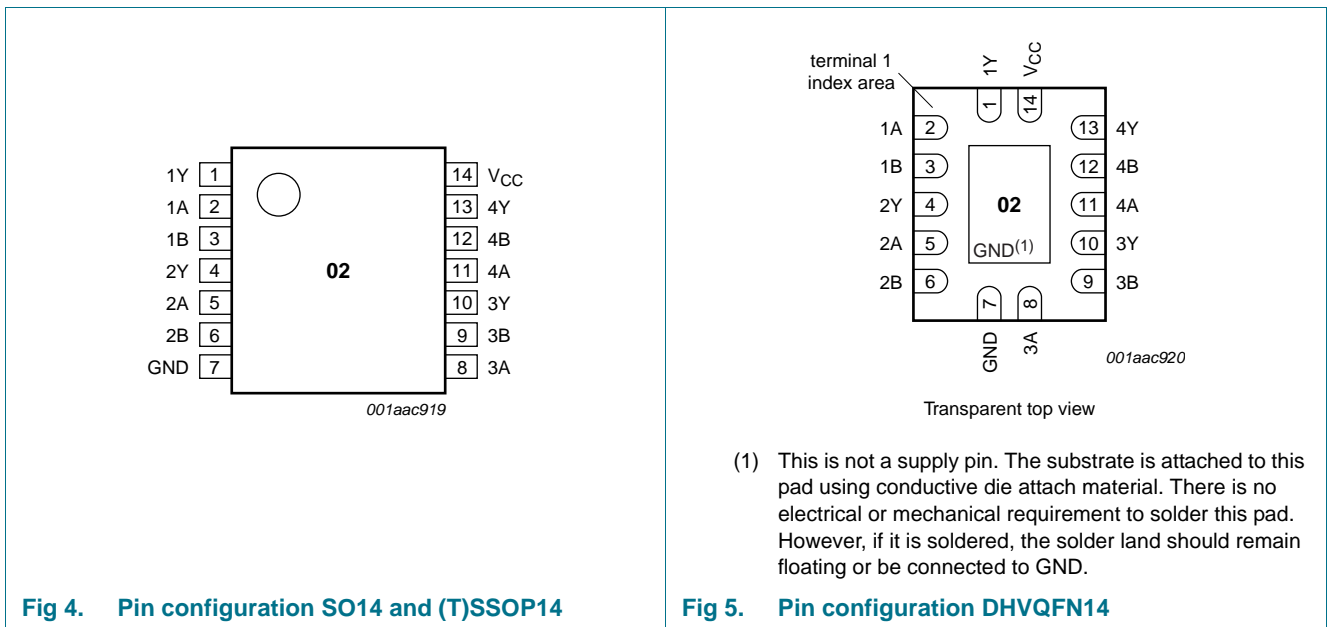 1Y 1
1A 2
1B 3
2Y 4
2A 5
2B 6
GND 7
02
14 VCC
13 4Y
12 4B
11 4A
10 3Y
9 3B
8 3A
001aac919
Fig 4. Pin configuration SO14 and (T)SSOP14
terminal 1
index area
1Y
VCC
1
14
1A 2
1B 3
2Y 4
2A 5
2B 6
02
GND(1)
13 4Y
12 4B
11 4A
10 3Y
9 3B
7
8
GND
3A
001aac920
Transparent top view
(1) This is not a supply pin. The substrate is attached to this
pad using conductive die attach material. There is no
electrical or mechanical requirement to solder this pad.
However, if it is soldered, the solder land should remain
floating or be connected to GND.
Fig 5. Pin configuration DHVQFN14